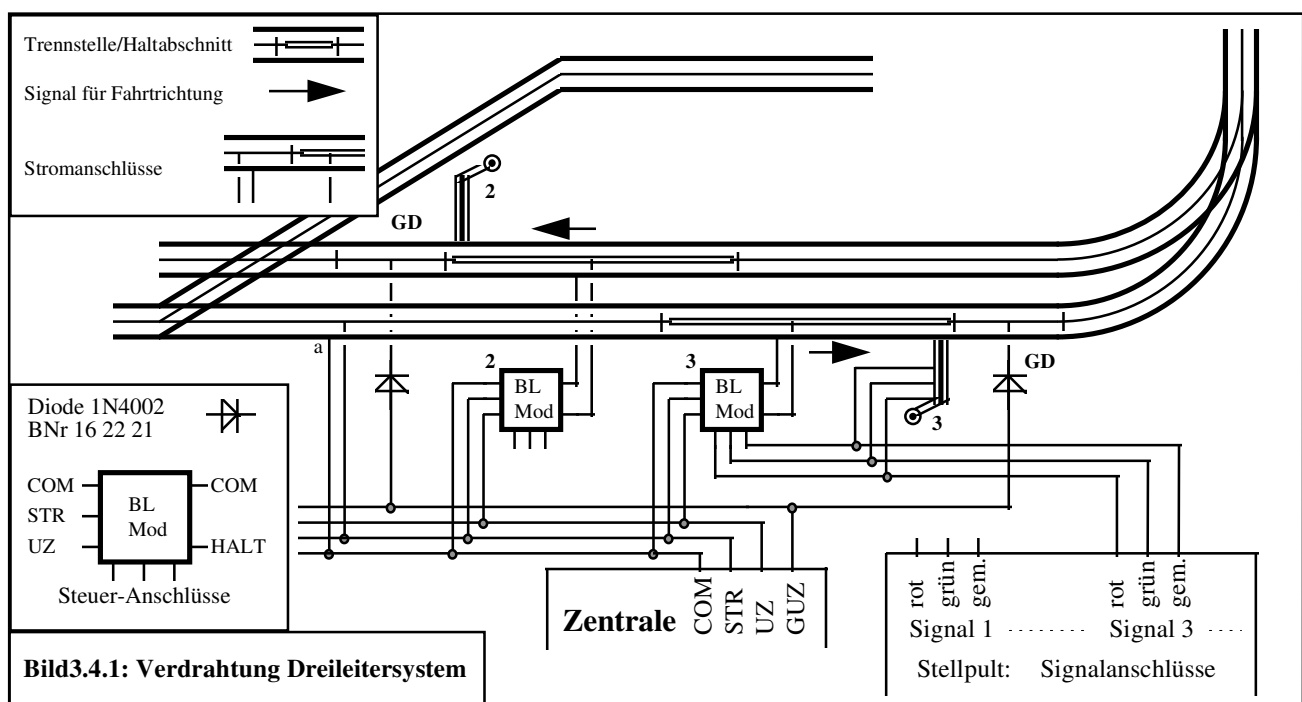 Trennstelle/Haltabschnitt
Signal für Fahrtrichtung
Stromanschlüsse
2
GD
a
2
BL
Mod
3
BL
Mod
GD
3
Diode 1N4002
BNr 16 22 21
COM
STR
UZ
BL
Mod
COM
HALT
Steuer-Anschlüsse
Zentrale
COM
STR
UZ
GUZ
rot
grün
gem.
rot
grün
gem.
Signal 1 ........ Signal 3 ....
Stellpult: Signalanschlüsse
Bild3.4.1: Verdrahtung Dreileitersystem